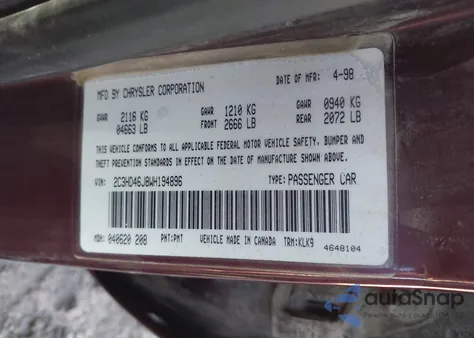 MFD BY CHRYSLER CORPORATION DATE OF MFR: 4-98
GVWR 2116 KG GAWR 1210 KG GAWR 0940 KG
04663 LB FRONT 2666 LB REAR 2072 LB
THIS VEHICLE CONFORMS TO ALL APPLICABLE FEDERAL MOTOR VEHICLE SAFETY, BUMPER AND
THEFT PREVENTION STANDARDS IN EFFECT ON THE DATE OF MANUFACTURE SHOWN ABOVE.
VIN: 2C3HD46J8WH194896 TYPE: PASSENGER CAR
MDH: 040620 208 PNT: PMT VEHICLE MADE IN CANADA TRM: KLK9
4648104
autoSnap